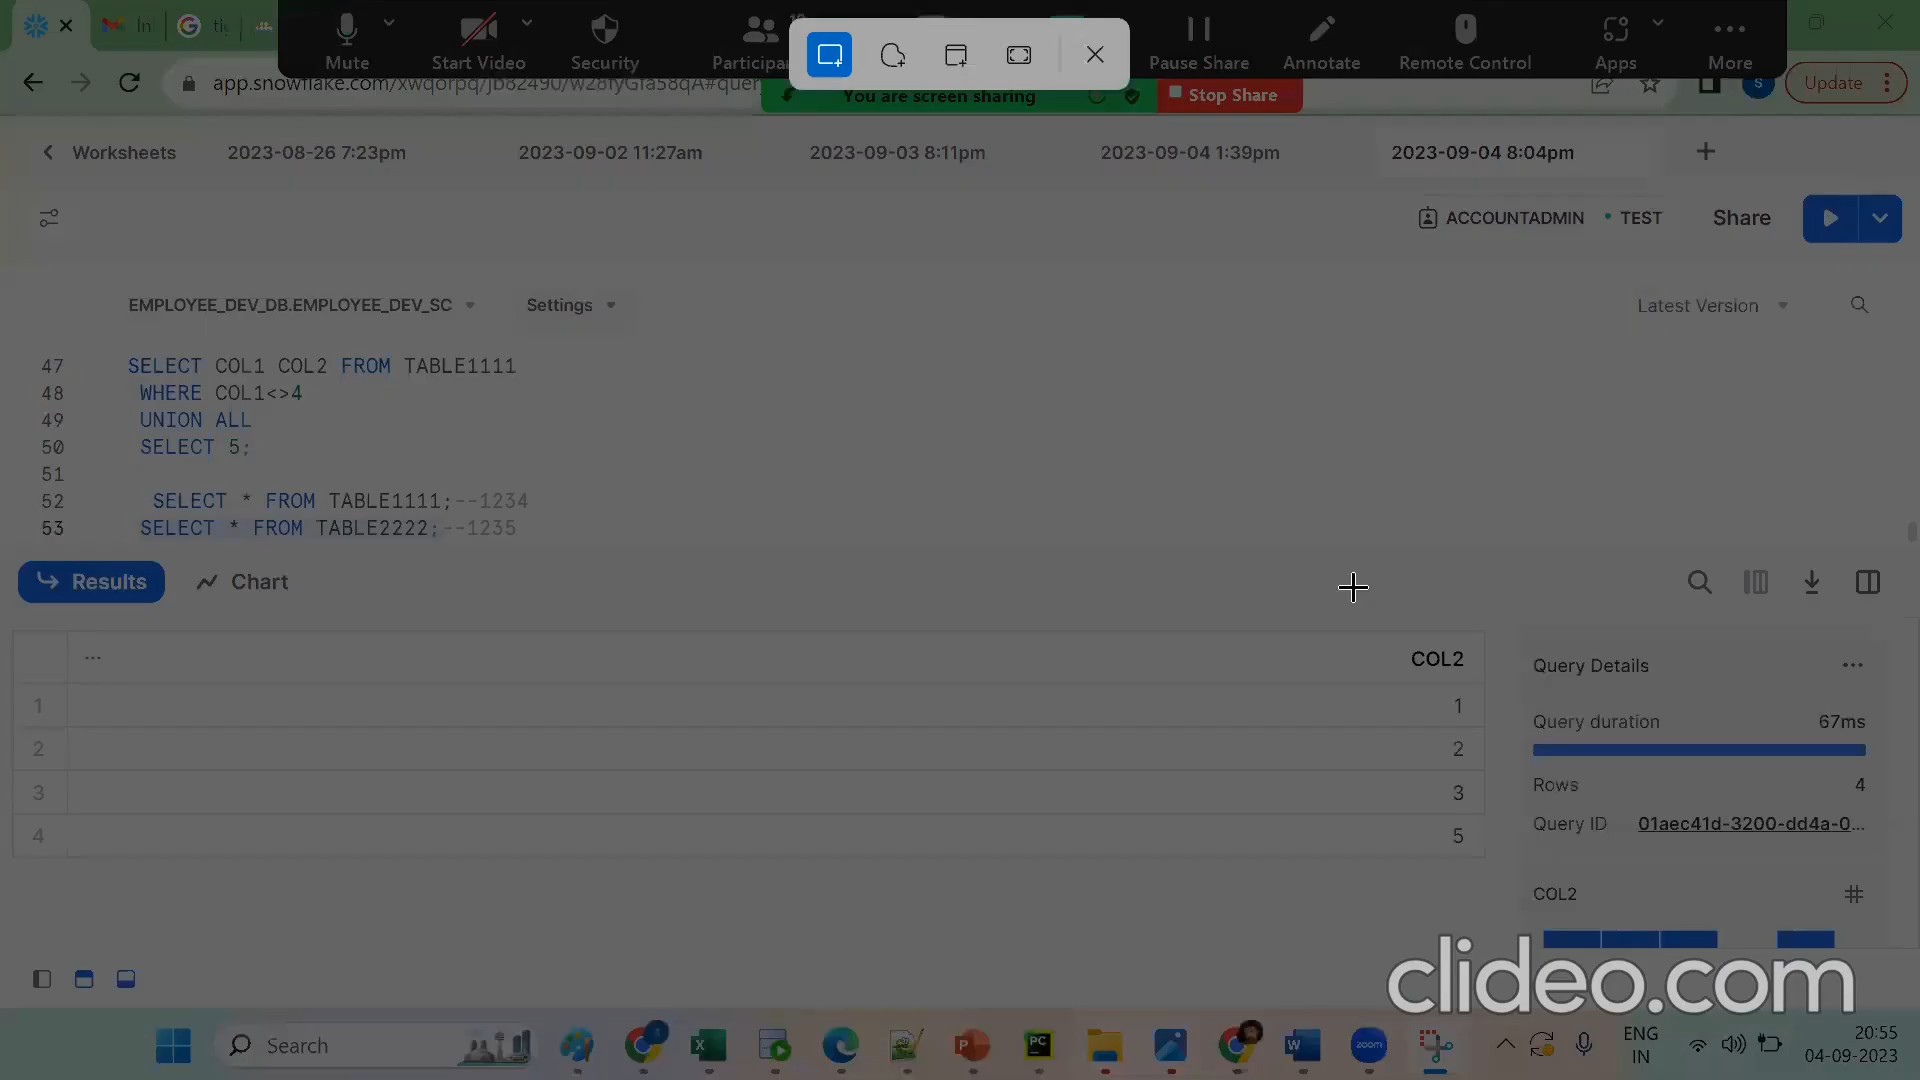 In
Mute
Start Video
Security
Pause Share
Annotate
Remote Control
Apps
More
You are screen sharing
Stop Share
Update
Worksheets
2023-08-26 7:23pm
2023-09-02 11:27am
2023-09-03 8:11pm
2023-09-04 1:39pm
2023-09-04 8:04pm
ACCOUNTADMIN
TEST
Share
EMPLOYEE_DEV_DB.EMPLOYEE_DEV_SC
Settings
Latest Version
47 SELECT COL1 COL2 FROM TABLE1111
48 WHERE COL1<>4
49 UNION ALL
50 SELECT 5;
51
52 SELECT * FROM TABLE1111;--1234
53 SELECT * FROM TABLE2222;--1235
Results
Chart
... COL2
1 1
2 2
3 3
4 5
Query Details
Query duration 67ms
Rows 4
Query ID 01aec41d-3200-dd4a-0...
COL2
clideo.com
Search
ENG
IN
20:55
04-09-2023